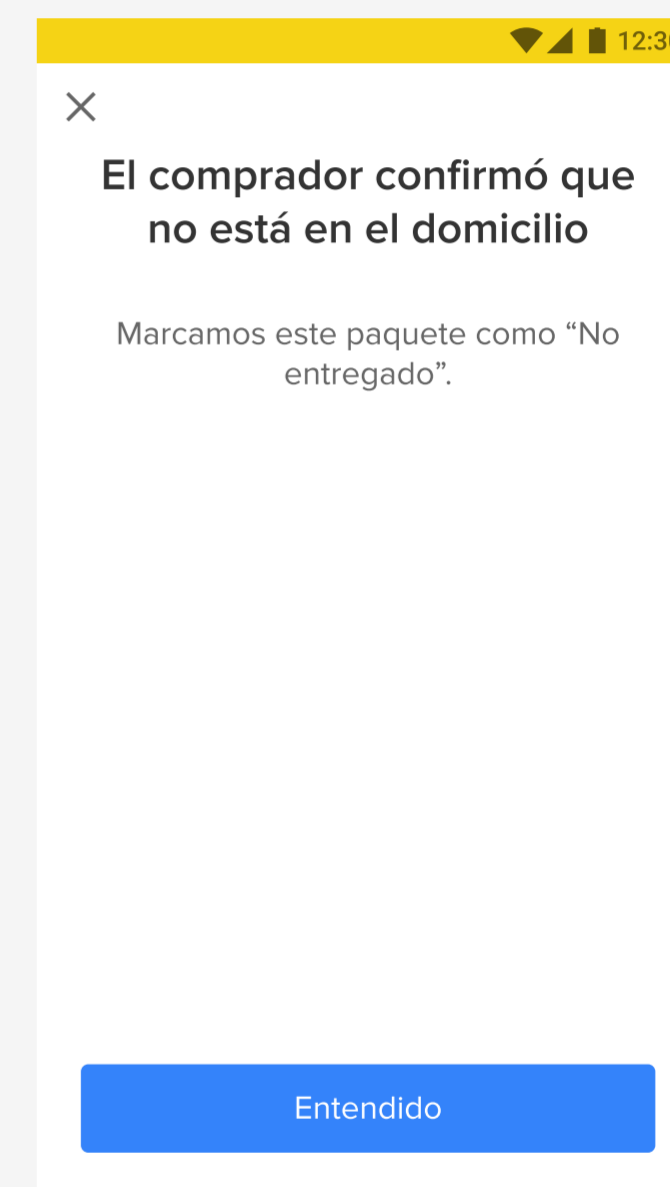 El comprador confirmó que
no está en el domicilio
Marcamos este paquete como “No
entregado”.
Entendido